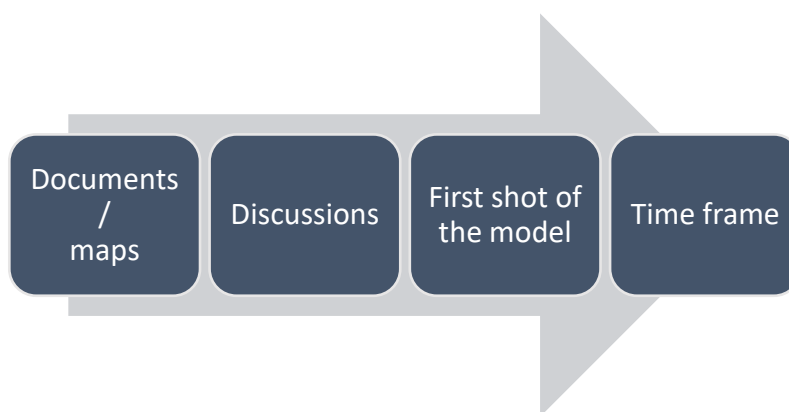 Documents
/
maps
Discussions
First shot of
the model
Time frame